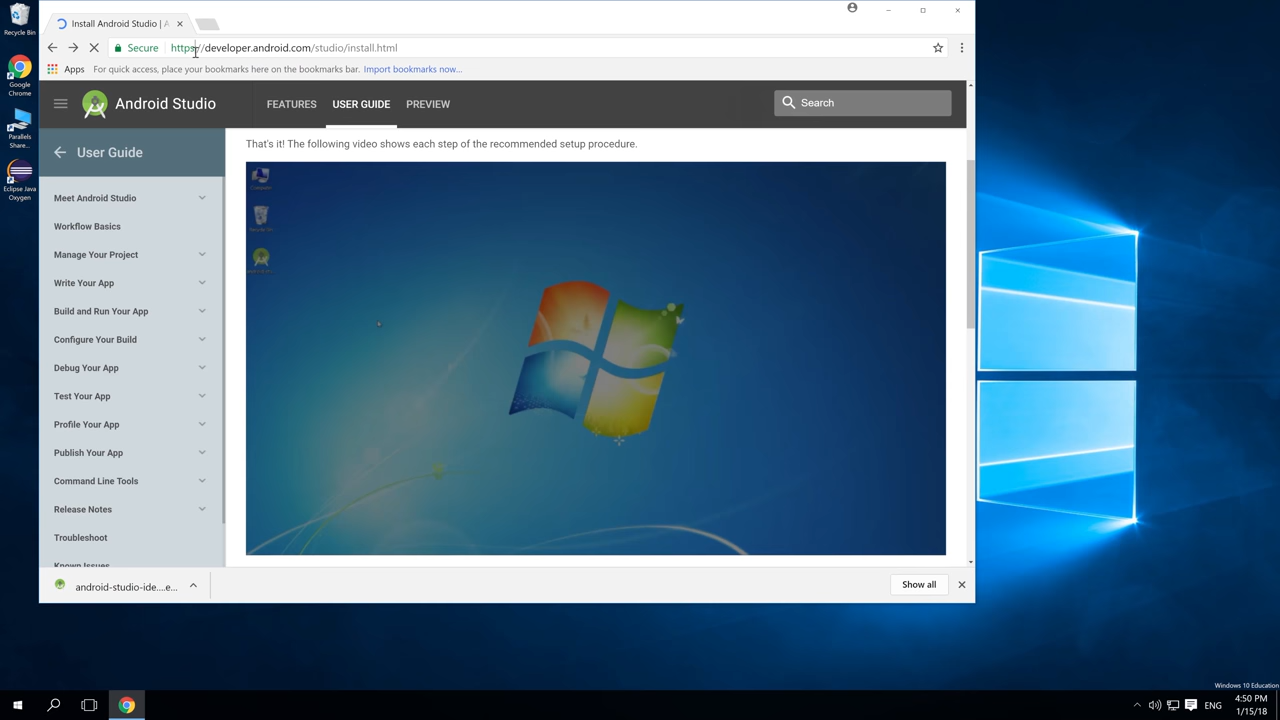 Recycle Bin
Google
Chrome
Parallels
Share...
Eclipse Java
Oxygen
Install Android Studio | A
Secure
https://developer.android.com/studio/install.html
Apps
For quick access, place your bookmarks here on the bookmarks bar. Import bookmarks now...
Android Studio
FEATURES
USER GUIDE
PREVIEW
Search
User Guide
Meet Android Studio
Workflow Basics
Manage Your Project
Write Your App
Build and Run Your App
Configure Your Build
Debug Your App
Test Your App
Profile Your App
Publish Your App
Command Line Tools
Release Notes
Troubleshoot
Known Issues
That's it! The following video shows each step of the recommended setup procedure.
android-studio-ide....e...
Show all
Windows 10 Education
ENG
4:50 PM
1/15/18